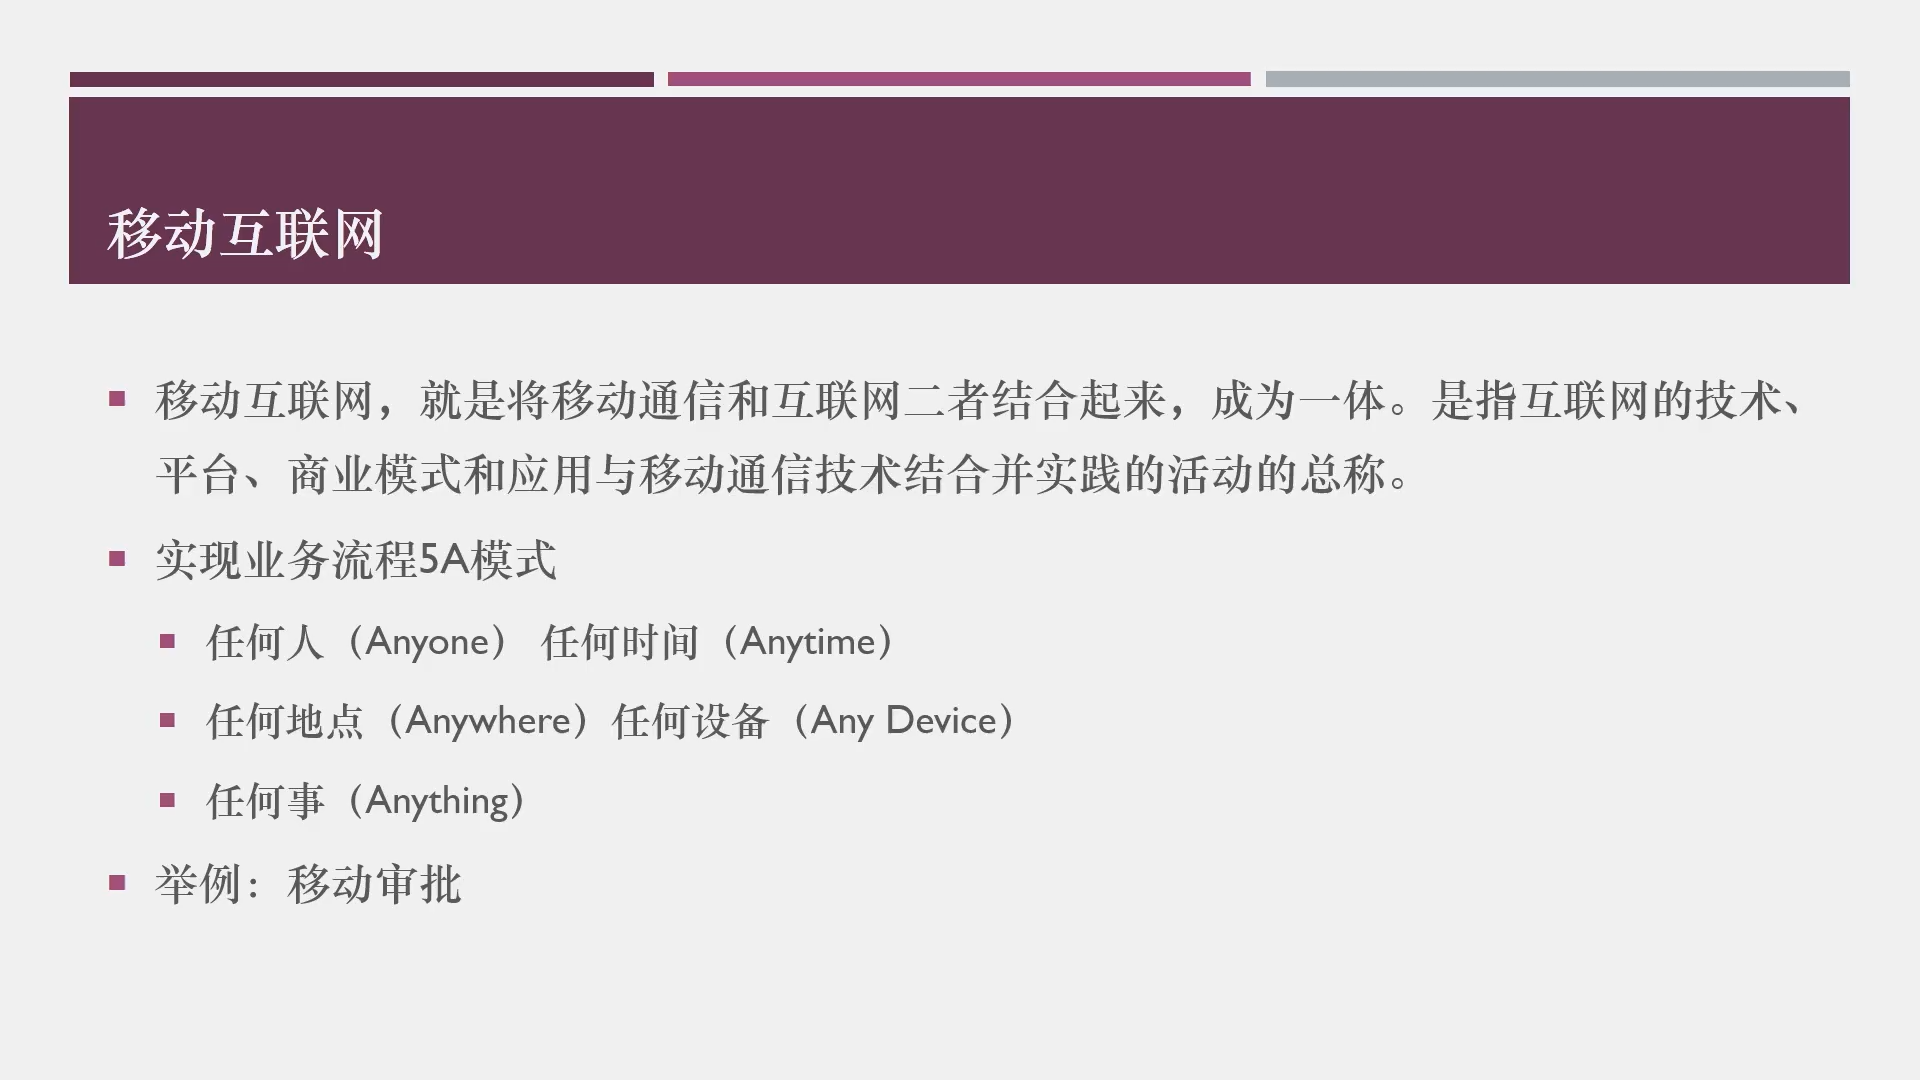 移动互联网
移动互联网，就是将移动通信和互联网二者结合起来，成为一体。是指互联网的技术、
平台、商业模式和应用与移动通信技术结合并实践的活动的总称。
实现业务流程5A模式
任何人（Anyone） 任何时间（Anytime）
任何地点（Anywhere）任何设备（Any Device）
任何事（Anything）
举例：移动审批